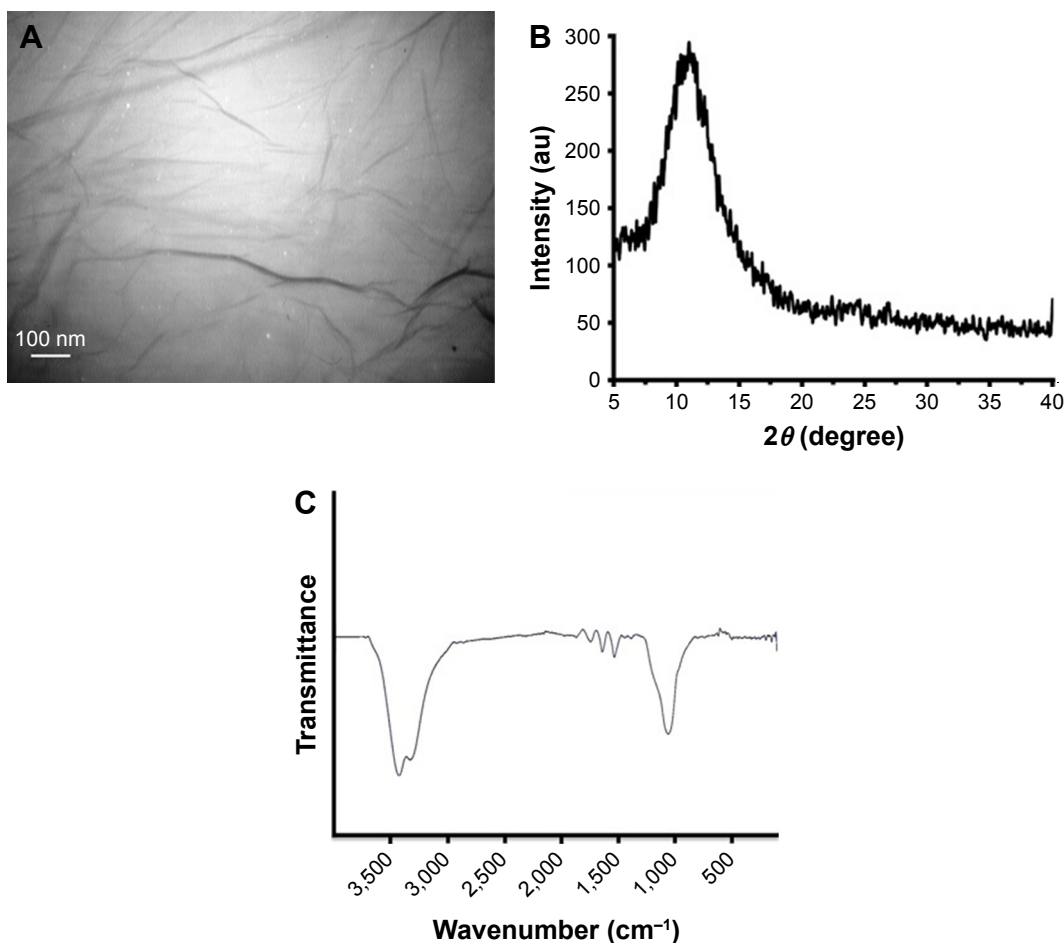 A
100 nm
B
Intensity (au)
300
250
200
150
100
50
0
5 10 15 20 25 30 35 40
2θ (degree)
C
Transmittance
3,500 3,000 2,500 2,000 1,500 1,000 500
Wavenumber (cm⁻¹)